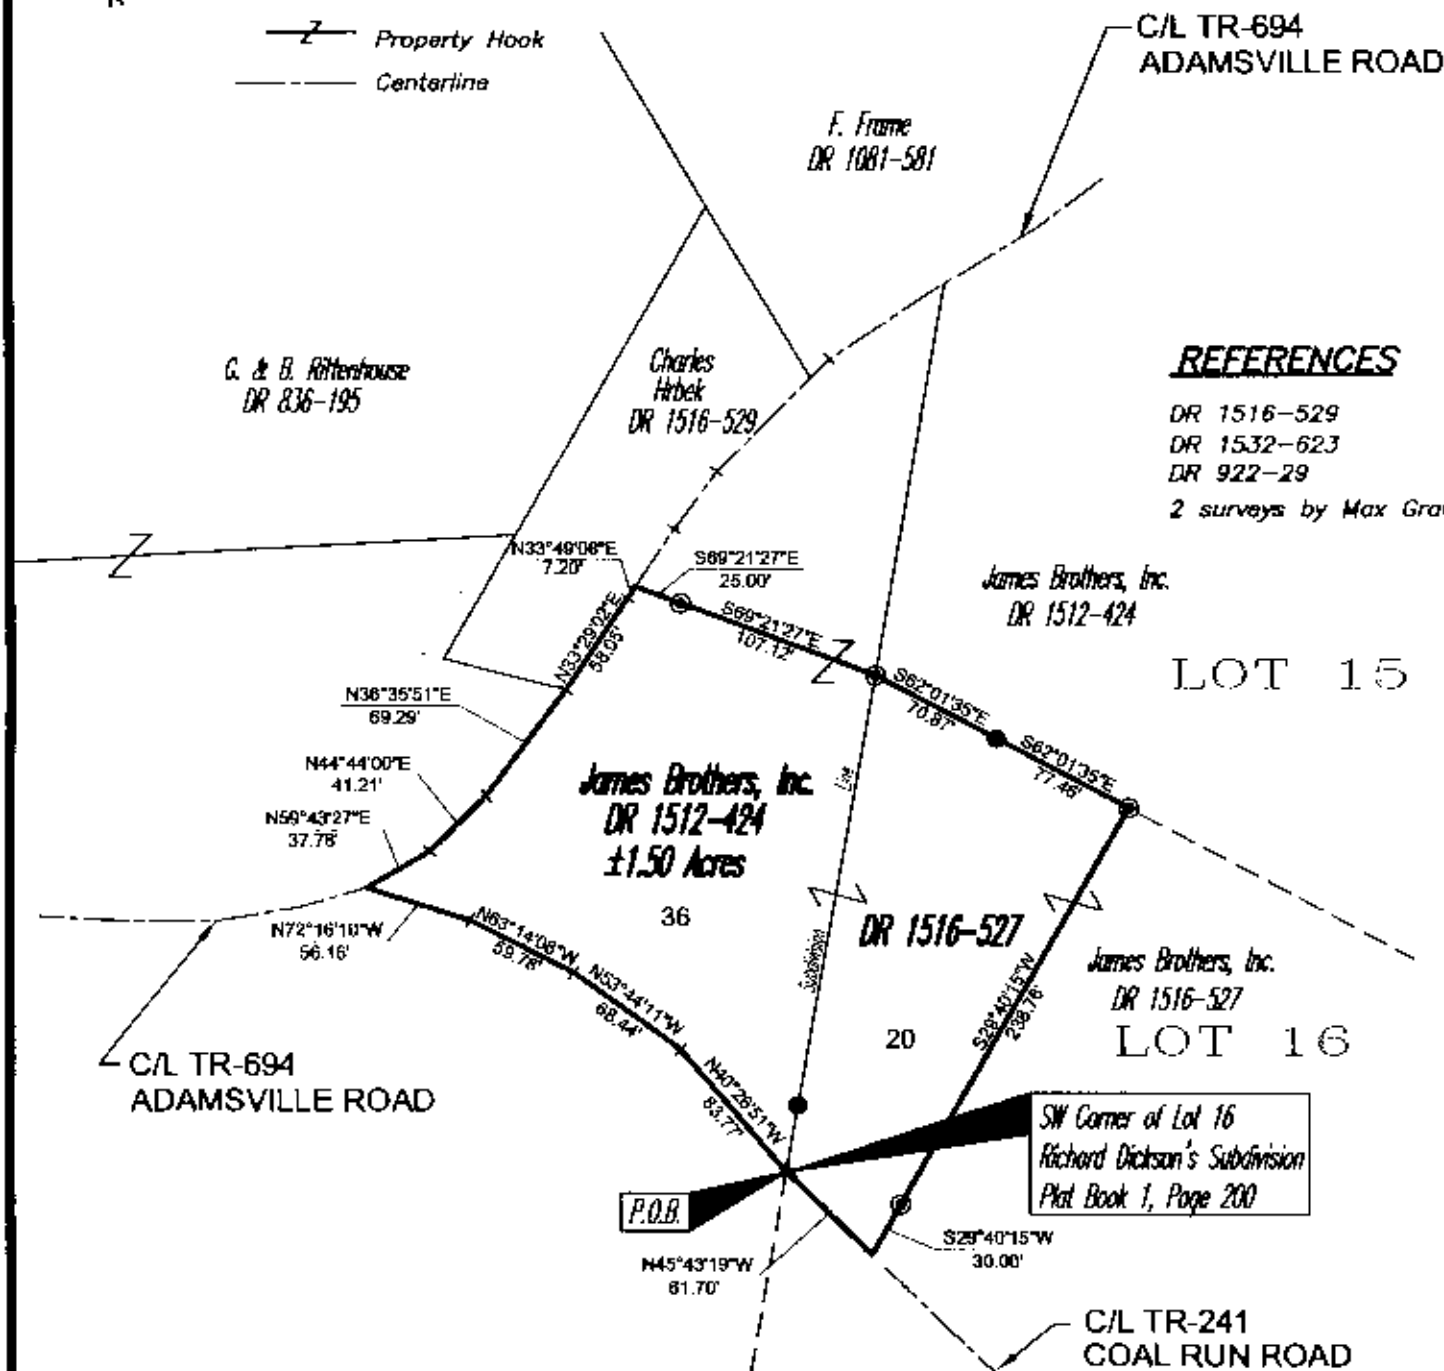 Property Hook
Centerline
C/L TR-694
ADAMSVILLE ROAD
F. Frame
DR 1081-581
G. & B. Rittenhouse
DR 836-195
Charles
Hrbek
DR 1516-529
REFERENCES
DR 1516-529
DR 1532-623
DR 922-29
2 surveys by Max Gra
N33°49'06"E
7.20'
S69°21'27"E
25.00'
S69°21'27"E
107.12'
James Brothers, Inc.
DR 1512-424
LOT 15
N33°29'02"E
58.05'
S62°01'35"E
70.87'
N36°35'51"E
69.29'
S62°01'35"E
77.46'
N44°44'00"E
41.21'
James Brothers, Inc.
DR 1512-424
±1.50 Acres
Line
N59°43'27"E
37.78'
36
N72°16'10"W
56.16'
N63°14'08"W
59.78'
DR 1516-527
Subdivision
James Brothers, Inc.
DR 1516-527
LOT 16
N53°44'11"W
68.44'
S29°40'15"W
238.76'
20
C/L TR-694
ADAMSVILLE ROAD
N40°26'51"W
83.77'
SW Corner of Lot 16
Richard Dickson's Subdivision
Plat Book 1, Page 200
P.O.B.
S29°40'15"W
30.00'
N45°43'19"W
61.70'
C/L TR-241
COAL RUN ROAD